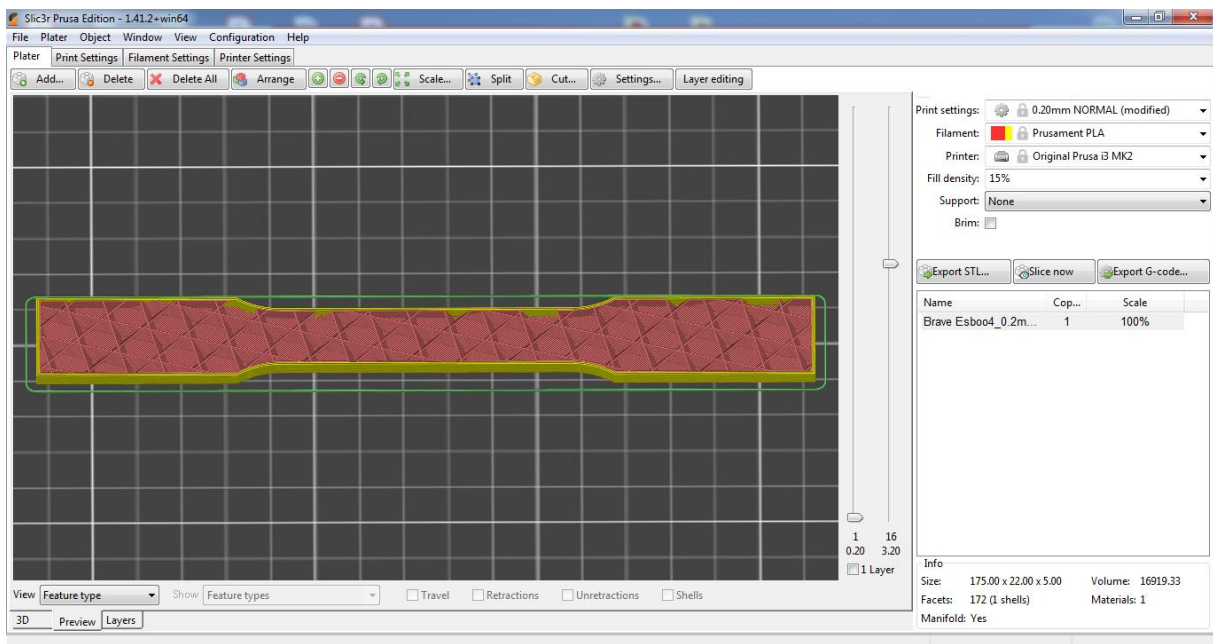 Slic3r Prusa Edition - 1.41.2+win64
File Plater Object Window View Configuration Help
Plater Print Settings Filament Settings Printer Settings
Add... Delete Delete All Arrange Scale... Split Cut... Settings... Layer editing
Print settings: 0.20mm NORMAL (modified)
Filament: Prusament PLA
Printer: Original Prusa i3 MK2
Fill density: 15%
Support: None
Brim:
Export STL... Slice now Export G-code...
Name Cop... Scale
Brave Esboo4_0.2m... 1 100%
1 16
0.20 3.20
1 Layer
Info
Size: 175.00 x 22.00 x 5.00 Volume: 16919.33
Facets: 172 (1 shells) Materials: 1
Manifold: Yes
View Feature type Show Feature types Travel Retractions Unretractions Shells
3D Preview Layers